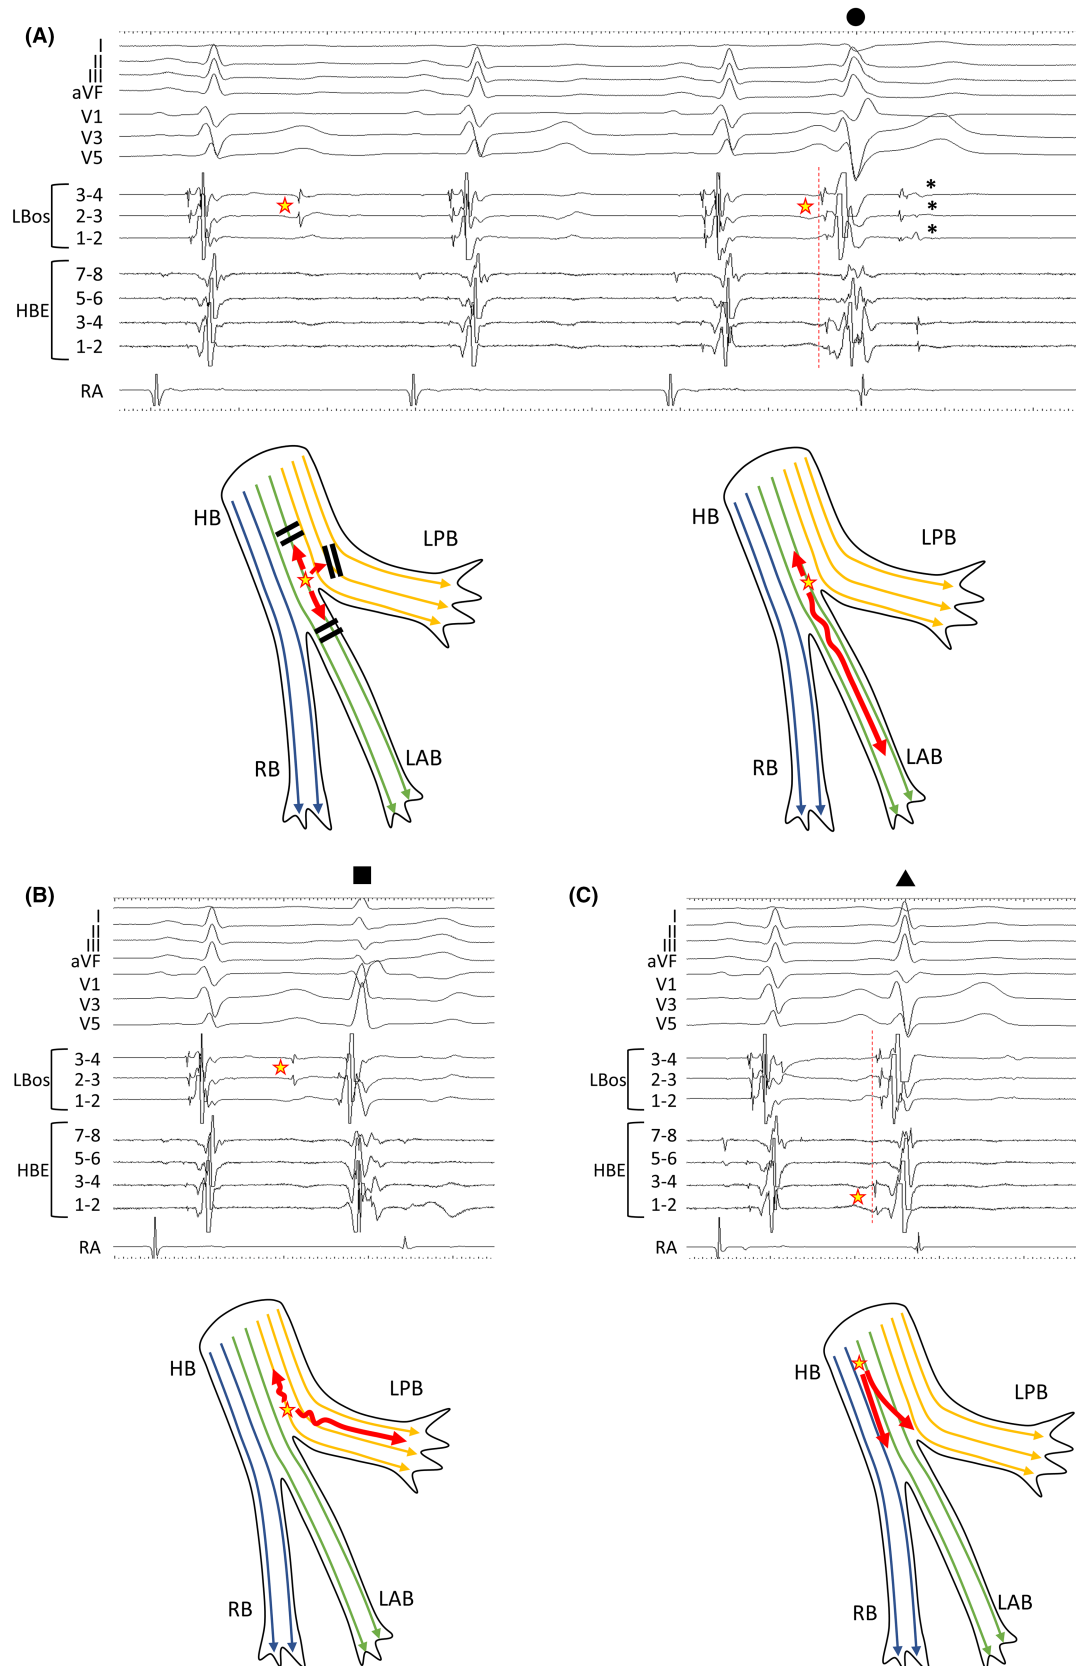 (A)
I
II
III
aVF
V1
V3
V5
LBos
3-4
2-3
1-2
*
*
*
HBE
7-8
5-6
3-4
1-2
RA
HB
LPB
RB
LAB
HB
LPB
RB
LAB
(B)
I
II
III
aVF
V1
V3
V5
LBos
3-4
2-3
1-2
HBE
7-8
5-6
3-4
1-2
RA
HB
LPB
RB
LAB
(C)
I
II
III
aVF
V1
V3
V5
LBos
3-4
2-3
1-2
HBE
7-8
5-6
3-4
1-2
RA
HB
LPB
RB
LAB